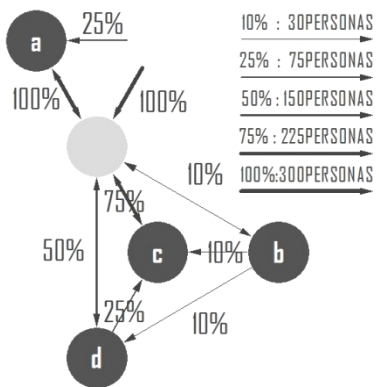 25%
10% : 30PERSONAS
a
25% : 75PERSONAS
100%
100%
50% :150PERSONAS
75% : 225PERSONAS
100%:300PERSONAS
10%
75%
50%
c
10%
b
25%
10%
d